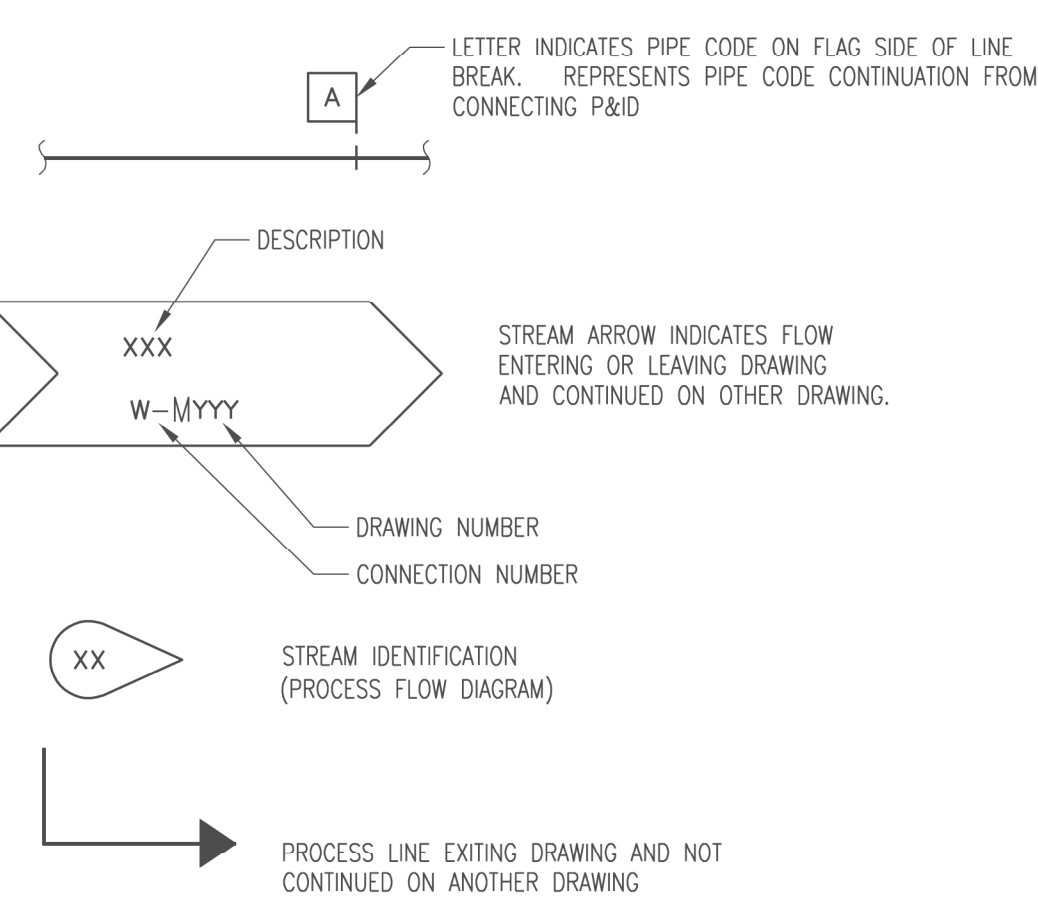 LETTER INDICATES PIPE CODE ON FLAG SIDE OF LINE
BREAK. REPRESENTS PIPE CODE CONTINUATION FROM
CONNECTING P&ID
A
DESCRIPTION
XXX
W-MYYY
STREAM ARROW INDICATES FLOW
ENTERING OR LEAVING DRAWING
AND CONTINUED ON OTHER DRAWING.
DRAWING NUMBER
CONNECTION NUMBER
XX
STREAM IDENTIFICATION
(PROCESS FLOW DIAGRAM)
PROCESS LINE EXITING DRAWING AND NOT
CONTINUED ON ANOTHER DRAWING